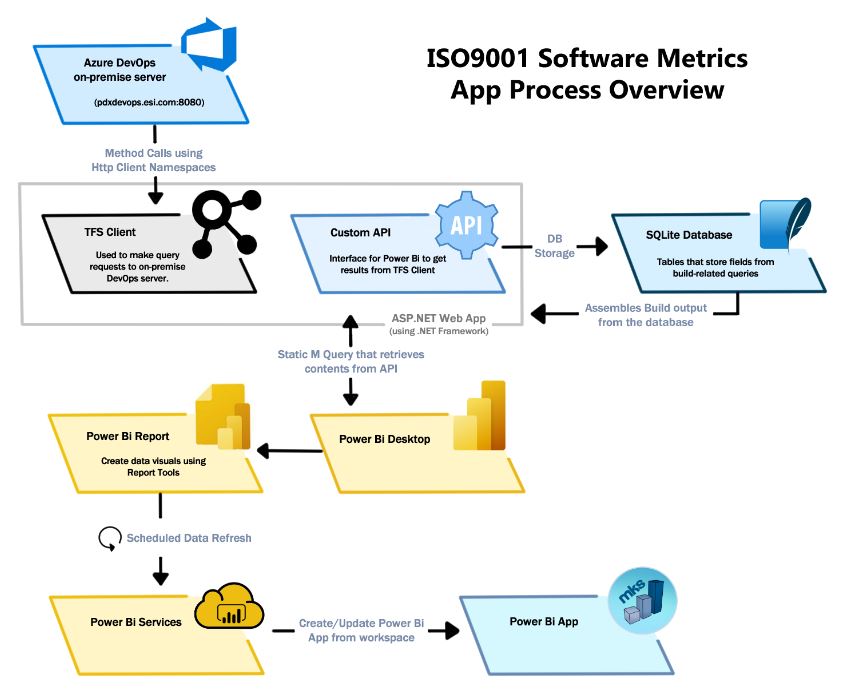 ISO9001 Software Metrics
App Process Overview
Azure DevOps
on-premise server
(pdxdevops.esi.com:8080)
Method Calls using
Http Client Namespaces
TFS Client
Used to make query
requests to on-premise
DevOps server.
Custom API
Interface for Power Bi to get
results from TFS Client
API
DB
Storage
SQLite Database
Tables that store fields from
build-related queries
Assembles Build output
from the database
ASP.NET Web App
(using .NET Framework)
Static M Query that retrieves
contents from API
Power Bi Report
Create data visuals using
Report Tools
Power Bi Desktop
Scheduled Data Refresh
Power Bi Services
Create/Update Power Bi
App from workspace
Power Bi App
mks